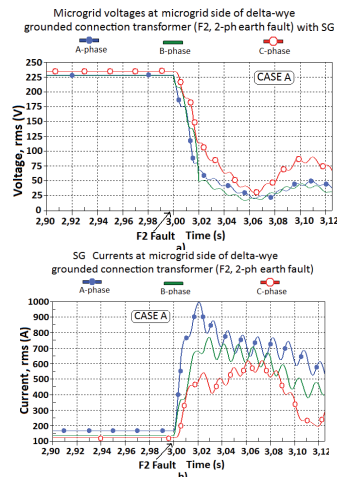 Microgrid voltages at microgrid side of delta-wye
grounded connection transformer (F2, 2-ph earth fault) with SG
A-phase B-phase C-phase
CASE A
Voltage, rms (V)
250
225
200
175
150
125
100
75
50
25
0
2,90 2,92 2,94 2,96 2,98 3,00 3,02 3,04 3,06 3,08 3,10 3,12
F2 Fault Time (s)
a)
SG Currents at microgrid side of delta-wye
grounded connection transformer (F2, 2-ph earth fault)
A-phase B-phase C-phase
CASE A
Current, rms (A)
1000
900
800
700
600
500
400
300
200
100
2,90 2,92 2,94 2,96 2,98 3,00 3,02 3,04 3,06 3,08 3,10 3,12
F2 Fault Time (s)
b)